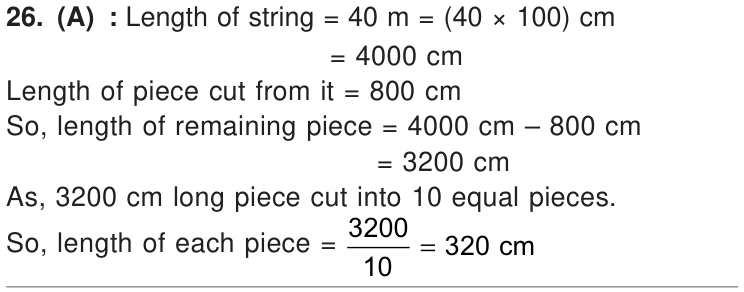 26. (A) : Length of string = 40 m = (40 × 100) cm
= 4000 cm
Length of piece cut from it = 800 cm
So, length of remaining piece = 4000 cm – 800 cm
= 3200 cm
As, 3200 cm long piece cut into 10 equal pieces.
So, length of each piece = 3200/10 = 320 cm